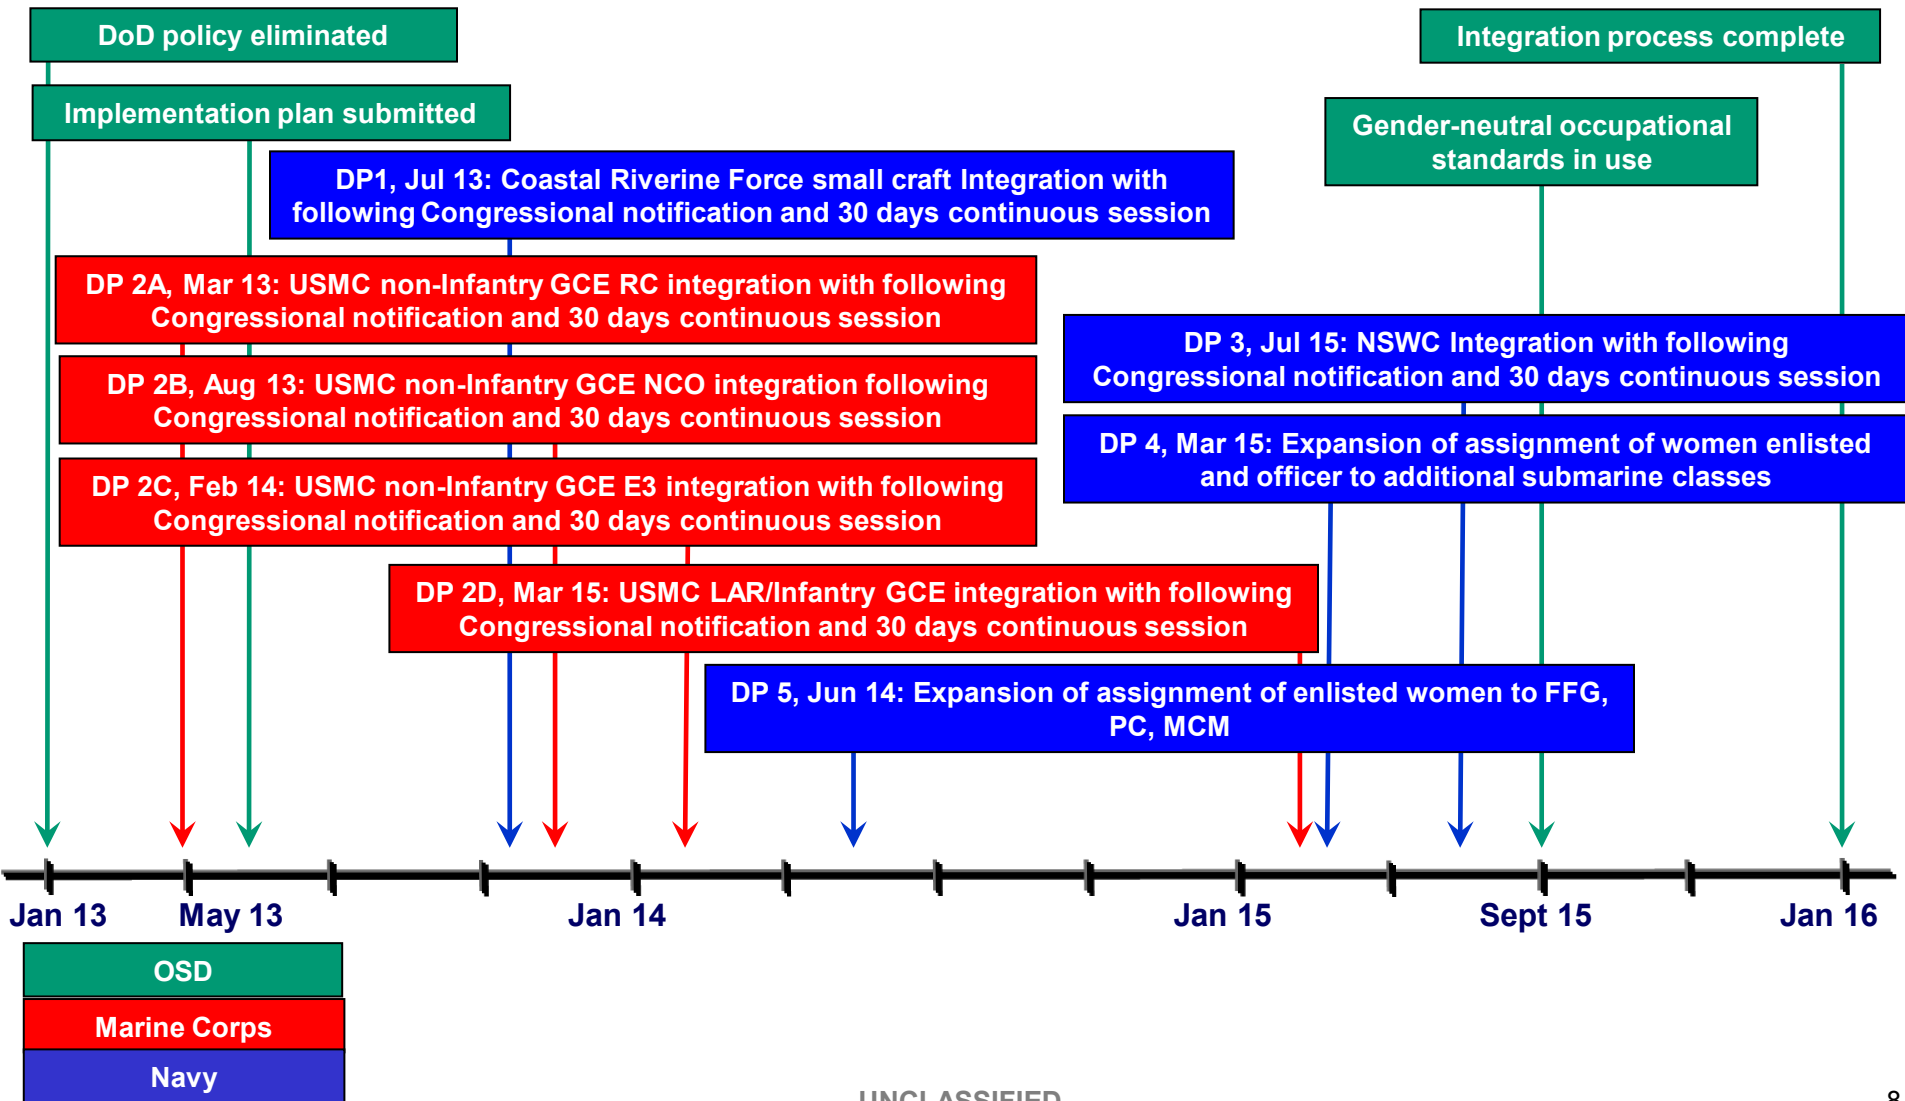 DoD policy eliminated
Integration process complete
Implementation plan submitted
Gender-neutral occupational
standards in use
DP1, Jul 13: Coastal Riverine Force small craft Integration with
following Congressional notification and 30 days continuous session
DP 2A, Mar 13: USMC non-Infantry GCE RC integration with following
Congressional notification and 30 days continuous session
DP 3, Jul 15: NSWC Integration with following
Congressional notification and 30 days continuous session
DP 2B, Aug 13: USMC non-Infantry GCE NCO integration following
Congressional notification and 30 days continuous session
DP 4, Mar 15: Expansion of assignment of women enlisted
and officer to additional submarine classes
DP 2C, Feb 14: USMC non-Infantry GCE E3 integration with following
Congressional notification and 30 days continuous session
DP 2D, Mar 15: USMC LAR/Infantry GCE integration with following
Congressional notification and 30 days continuous session
DP 5, Jun 14: Expansion of assignment of enlisted women to FFG,
PC, MCM
Jan 13 May 13 Jan 14 Jan 15 Sept 15 Jan 16
OSD
Marine Corps
Navy
UNCLASSIFIED
8